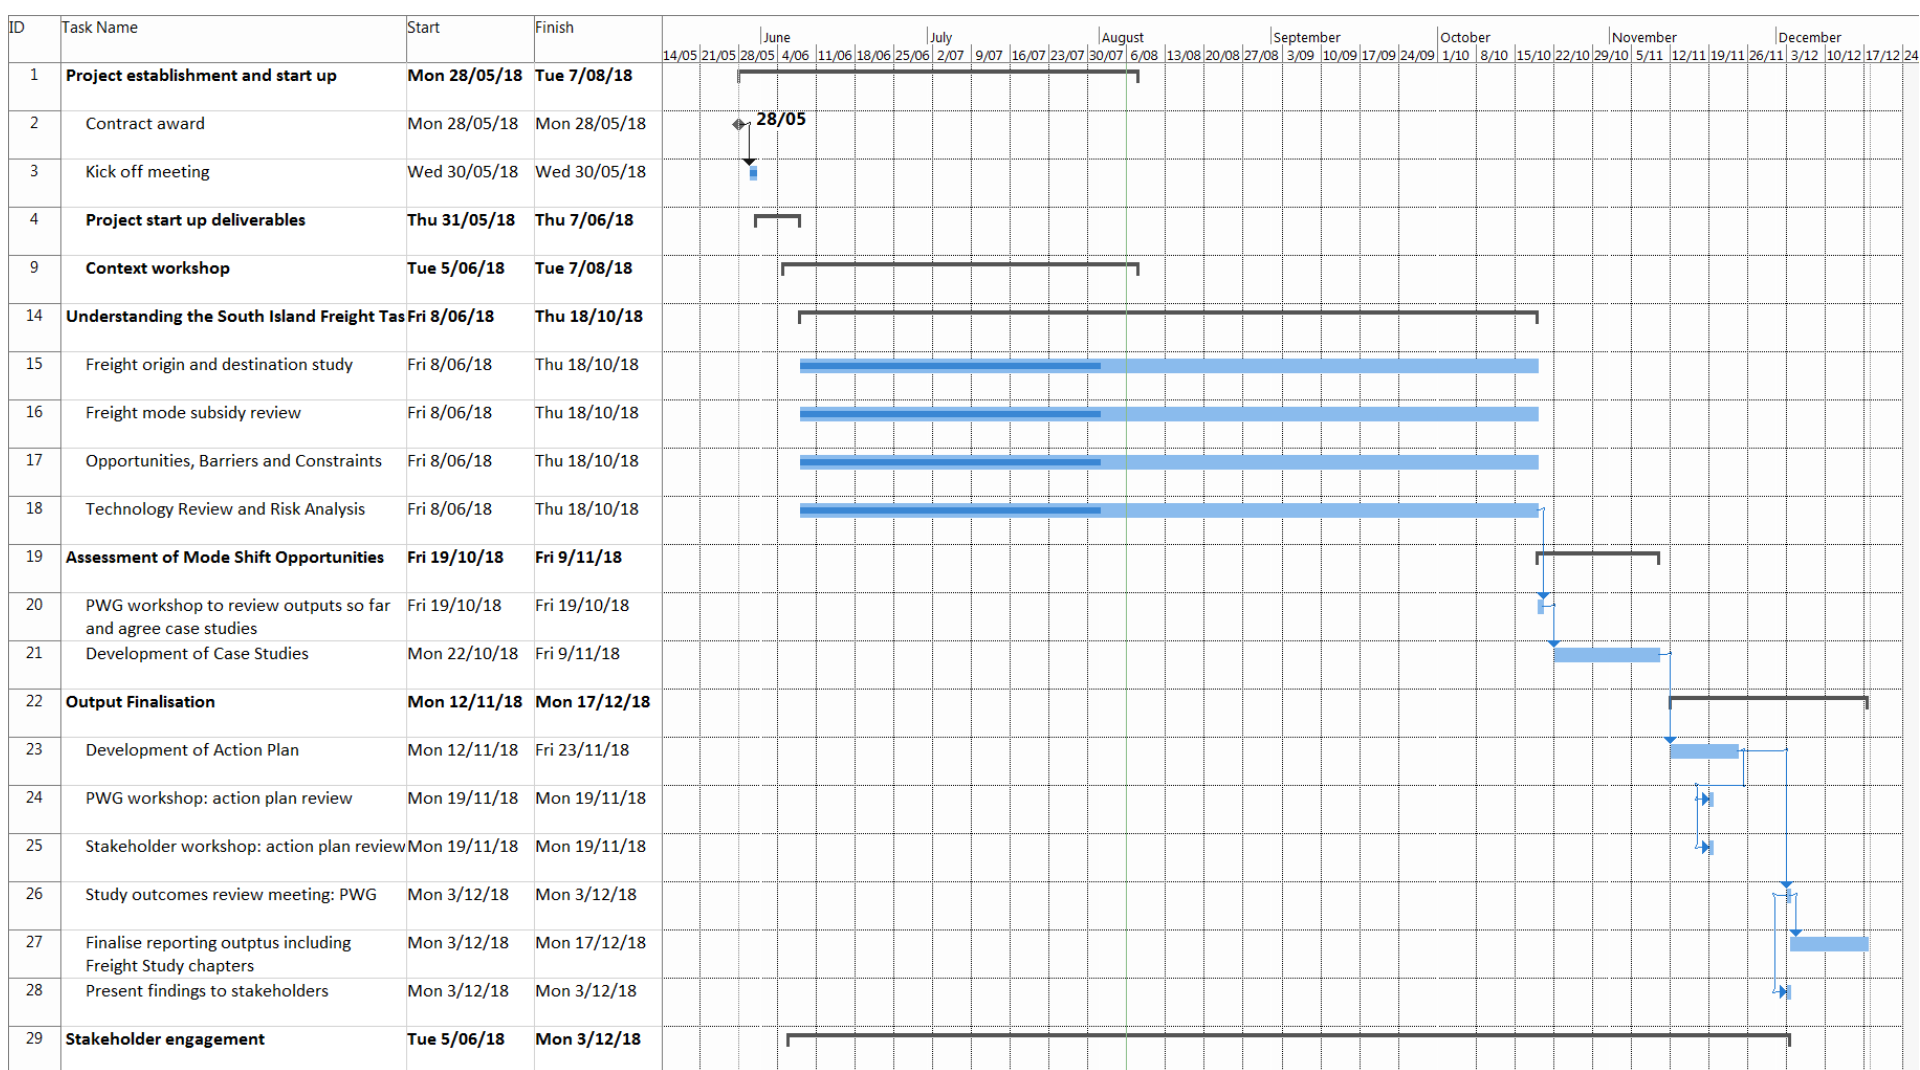 ID Task Name Start Finish
June July August September October November December
14/05 21/05 28/05 4/06 11/06 18/06 25/06 2/07 9/07 16/07 23/07 30/07 6/08 13/08 20/08 27/08 3/09 10/09 17/09 24/09 1/10 8/10 15/10 22/10 29/10 5/11 12/11 19/11 26/11 3/12 10/12 17/12 24
1 Project establishment and start up Mon 28/05/18 Tue 7/08/18
2 Contract award Mon 28/05/18 Mon 28/05/18 28/05
3 Kick off meeting Wed 30/05/18 Wed 30/05/18
4 Project start up deliverables Thu 31/05/18 Thu 7/06/18
9 Context workshop Tue 5/06/18 Tue 7/08/18
14 Understanding the South Island Freight Tas Fri 8/06/18 Thu 18/10/18
15 Freight origin and destination study Fri 8/06/18 Thu 18/10/18
16 Freight mode subsidy review Fri 8/06/18 Thu 18/10/18
17 Opportunities, Barriers and Constraints Fri 8/06/18 Thu 18/10/18
18 Technology Review and Risk Analysis Fri 8/06/18 Thu 18/10/18
19 Assessment of Mode Shift Opportunities Fri 19/10/18 Fri 9/11/18
20 PWG workshop to review outputs so far Fri 19/10/18 Fri 19/10/18
and agree case studies
21 Development of Case Studies Mon 22/10/18 Fri 9/11/18
22 Output Finalisation Mon 12/11/18 Mon 17/12/18
23 Development of Action Plan Mon 12/11/18 Fri 23/11/18
24 PWG workshop: action plan review Mon 19/11/18 Mon 19/11/18
25 Stakeholder workshop: action plan review Mon 19/11/18 Mon 19/11/18
26 Study outcomes review meeting: PWG Mon 3/12/18 Mon 3/12/18
27 Finalise reporting outptus including Mon 3/12/18 Mon 17/12/18
Freight Study chapters
28 Present findings to stakeholders Mon 3/12/18 Mon 3/12/18
29 Stakeholder engagement Tue 5/06/18 Mon 3/12/18